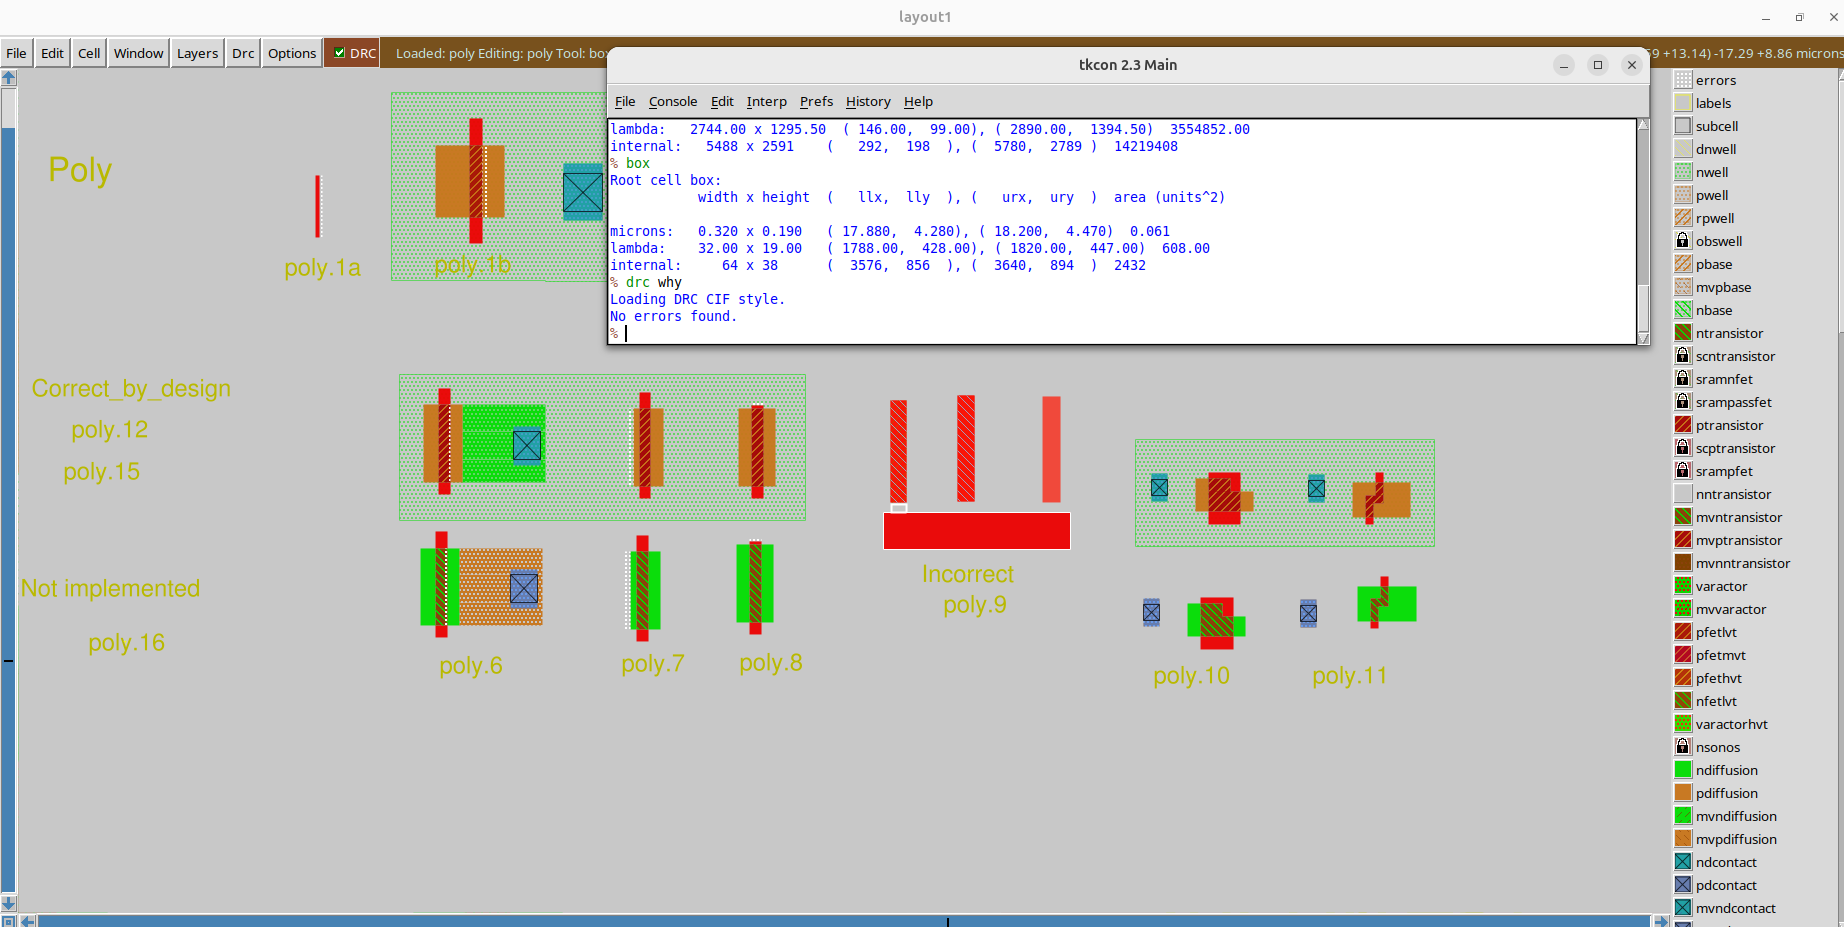 layout1
File Edit Cell Window Layers Drc Options DRC Loaded: poly Editing: poly Tool: box
+13.14) -17.29 +8.86 microns
tkcon 2.3 Main
File Console Edit Interp Prefs History Help
lambda: 2744.00 x 1295.50 ( 146.00, 99.00), ( 2890.00, 1394.50) 3554852.00
internal: 5488 x 2591 ( 292, 198 ), ( 5780, 2789 ) 14219408
% box
Root cell box:
width x height ( llx, lly ), ( urx, ury ) area (units^2)
microns: 0.320 x 0.190 ( 17.880, 4.280), ( 18.200, 4.470) 0.061
lambda: 32.00 x 19.00 ( 1788.00, 428.00), ( 1820.00, 447.00) 608.00
internal: 64 x 38 ( 3576, 856 ), ( 3640, 894 ) 2432
% drc why
Loading DRC CIF style.
No errors found.
%
Poly
poly.1a
poly.1b
Correct_by_design
poly.12
poly.15
Not implemented
poly.16
poly.6
poly.7
poly.8
Incorrect
poly.9
poly.10
poly.11
errors
labels
subcell
dnwell
nwell
pwell
rpwell
obswell
pbase
mvpbase
nbase
ntransistor
scntransistor
sramnfet
srampassfet
ptransistor
scptransistor
srampfet
nntransistor
mvntransistor
mvptransistor
mvnntransistor
varactor
mvvaractor
pfetlvt
pfetmvt
pfethvt
nfetlvt
varactorhvt
nsonos
ndiffusion
pdiffusion
mvndiffusion
mvpdiffusion
ndcontact
pdcontact
mvndcontact